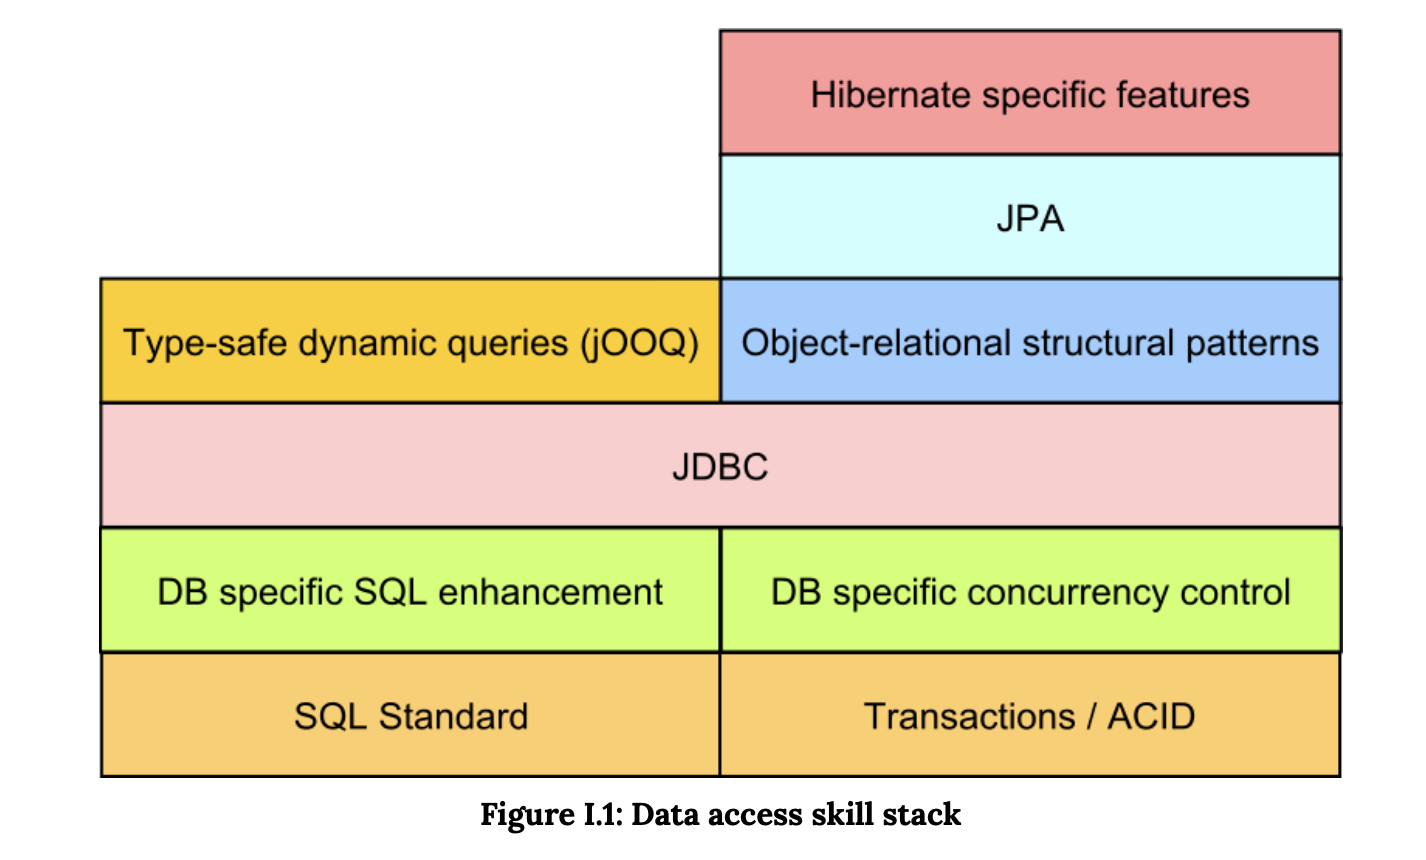 Hibernate specific features
JPA
Type-safe dynamic queries (jOOQ)
Object-relational structural patterns
JDBC
DB specific SQL enhancement
DB specific concurrency control
SQL Standard
Transactions / ACID
Figure I.1: Data access skill stack